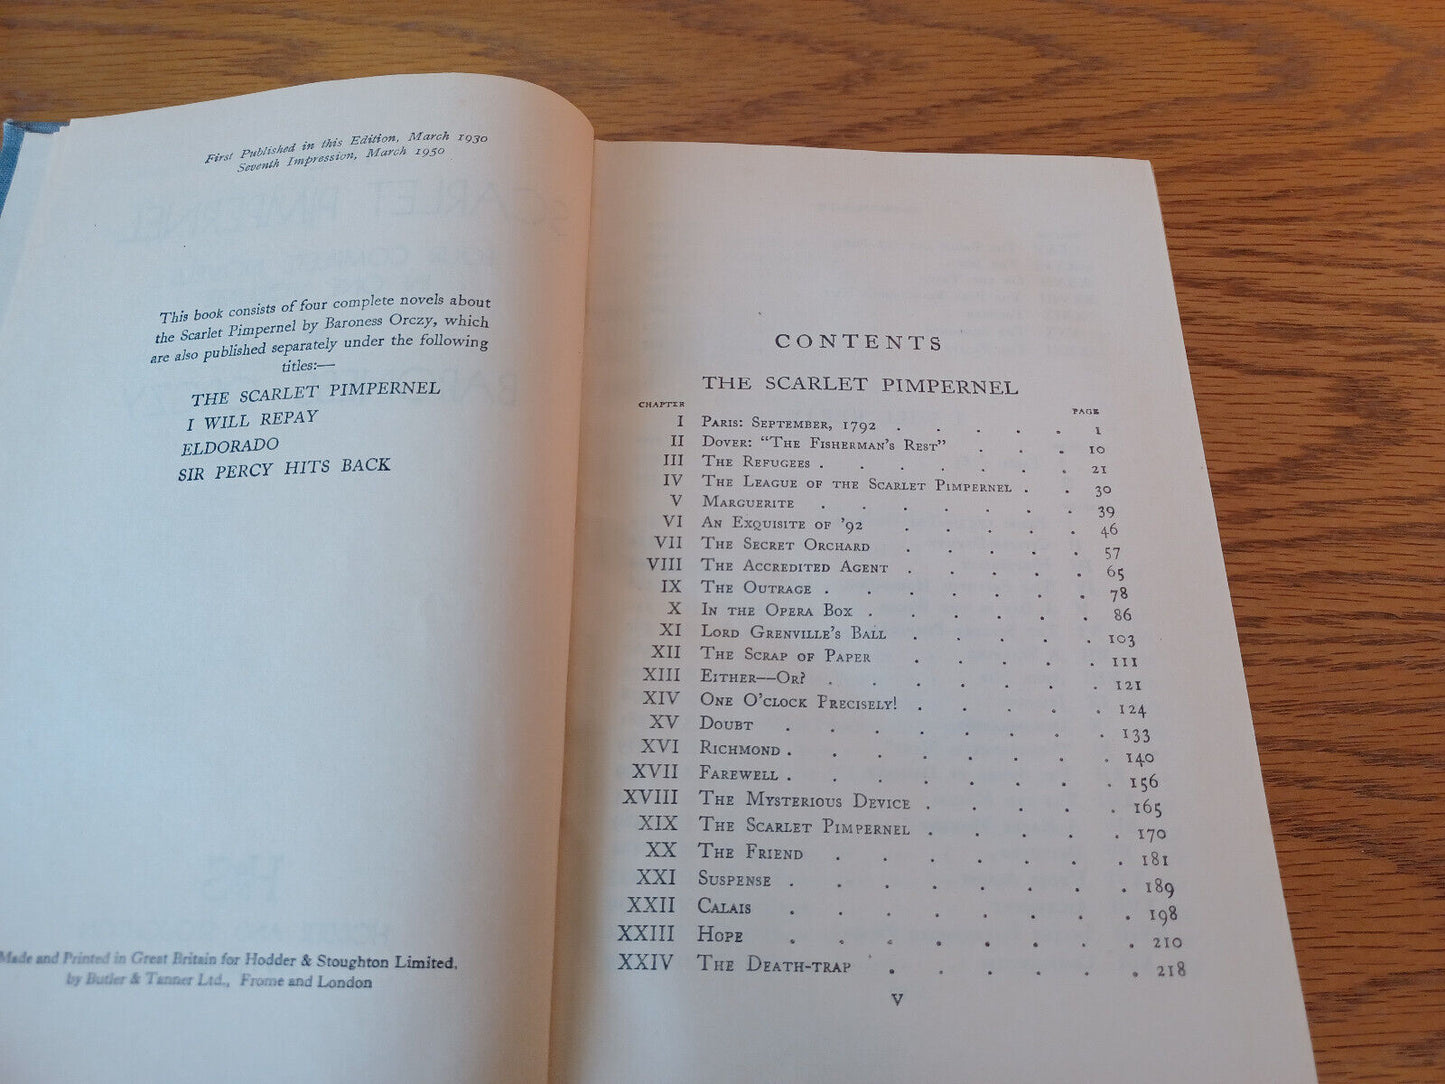 First Published in this Edition, March 1930
Seventh Impression, March 1950
This book consists of four complete novels about
the Scarlet Pimpernel by Baroness Orczy, which
are also published separately under the following
titles:—
THE SCARLET PIMPERNEL
I WILL REPAY
ELDORADO
SIR PERCY HITS BACK
Made and Printed in Great Britain for Hodder & Stoughton Limited,
by Butler & Tanner Ltd., Frome and London
CONTENTS
THE SCARLET PIMPERNEL
CHAPTER PAGE
I Paris: September, 1792 . . . . . 1
II Dover: "The Fisherman's Rest" . . . 10
III The Refugees . . . . . . . 21
IV The League of the Scarlet Pimpernel . . 30
V Marguerite . . . . . . . 39
VI An Exquisite of '92 . . . . . 46
VII The Secret Orchard . . . . . 57
VIII The Accredited Agent . . . . . 65
IX The Outrage . . . . . . . 78
X In the Opera Box . . . . . . 86
XI Lord Grenville's Ball . . . . . 103
XII The Scrap of Paper . . . . . 111
XIII Either—Or? . . . . . . . 121
XIV One O'clock Precisely! . . . . . 124
XV Doubt . . . . . . . . 133
XVI Richmond . . . . . . . . 140
XVII Farewell . . . . . . . . 156
XVIII The Mysterious Device . . . . . 165
XIX The Scarlet Pimpernel . . . . . 170
XX The Friend . . . . . . . 181
XXI Suspense . . . . . . . . 189
XXII Calais . . . . . . . . 198
XXIII Hope . . . . . . . . 210
XXIV The Death-trap . . . . . . 218
v